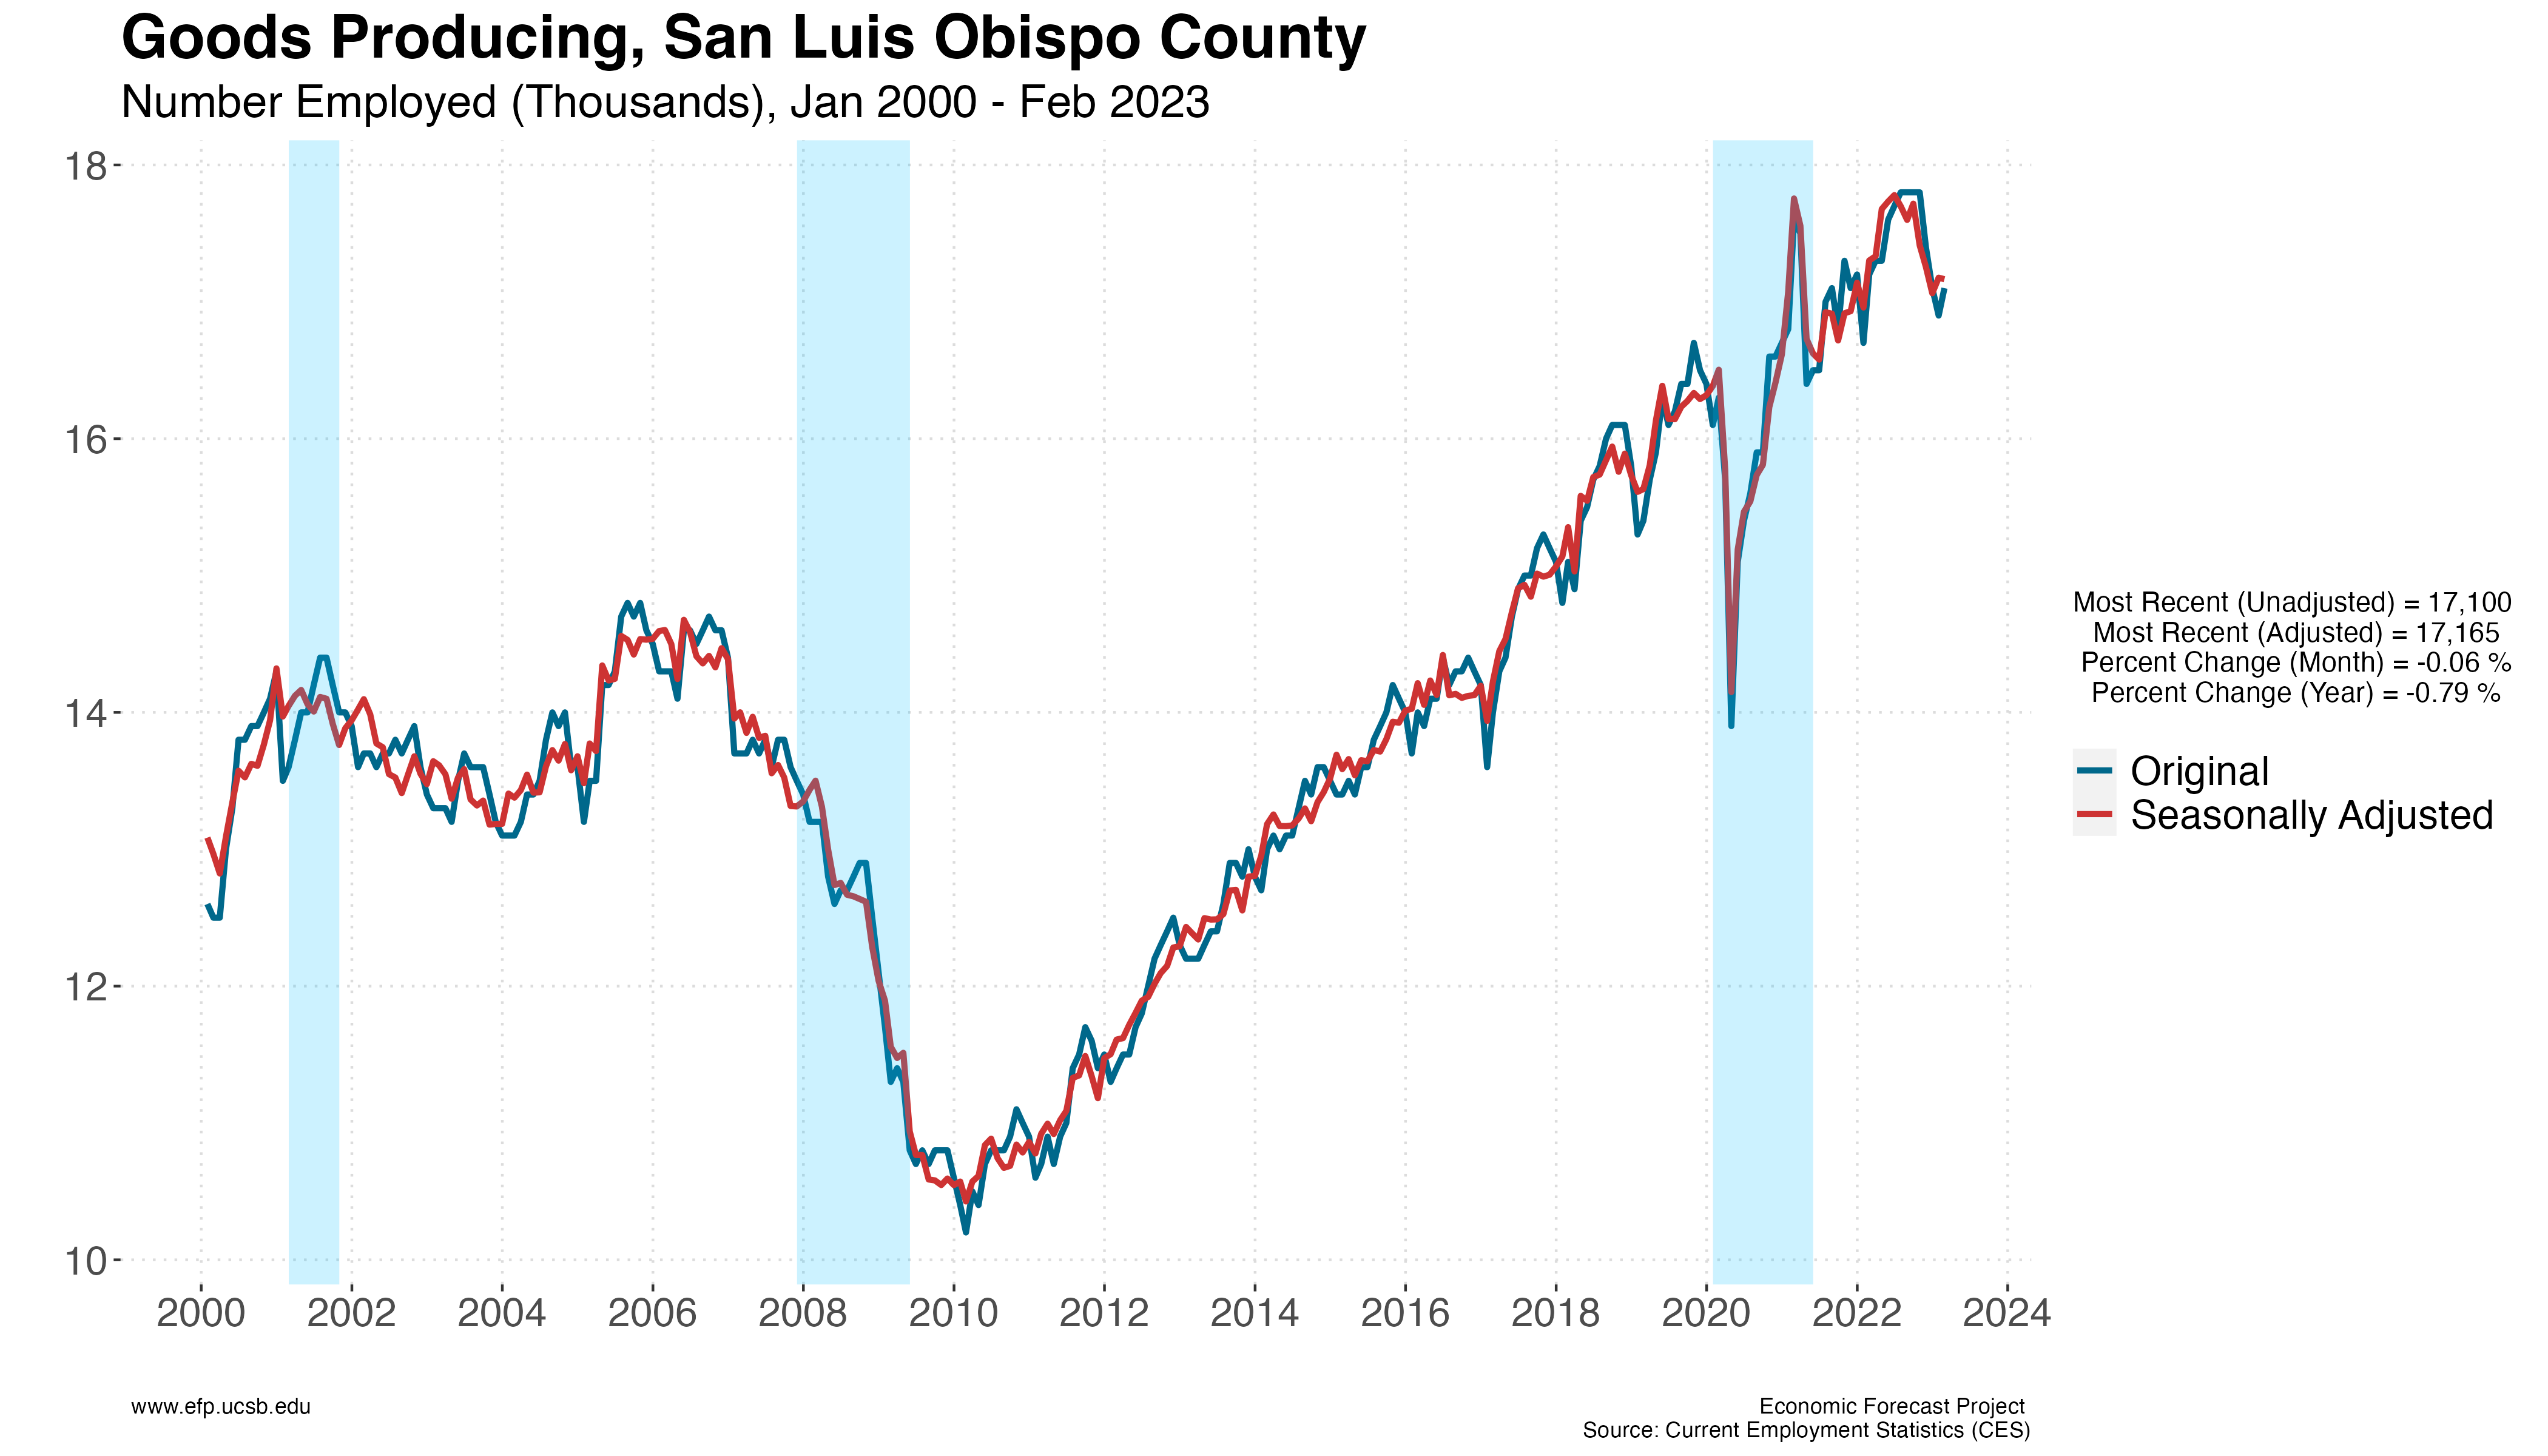 Goods Producing, San Luis Obispo County
Number Employed (Thousands), Jan 2000 - Feb 2023
18
16
14
12
10
2000 2002 2004 2006 2008 2010 2012 2014 2016 2018 2020 2022 2024
Most Recent (Unadjusted) = 17,100
Most Recent (Adjusted) = 17,165
Percent Change (Month) = -0.06 %
Percent Change (Year) = -0.79 %
Original
Seasonally Adjusted
www.efp.ucsb.edu
Economic Forecast Project
Source: Current Employment Statistics (CES)